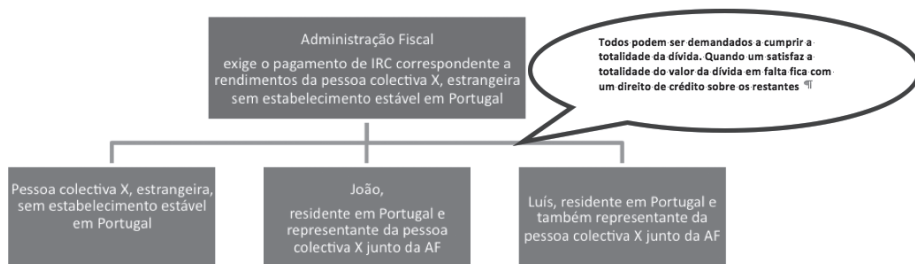 Administração Fiscal
exige o pagamento de IRC correspondente a
rendimentos da pessoa colectiva X, estrangeira
sem estabelecimento estável em Portugal
Todos podem ser demandados a cumprir a
totalidade da dívida. Quando um satisfaz a
totalidade do valor da dívida em falta fica com
um direito de crédito sobre os restantes ¶
Pessoa colectiva X, estrangeira,
sem estabelecimento estável
em Portugal
João,
residente em Portugal e
representante da pessoa
colectiva X junto da AF
Luís, residente em Portugal e
também representante da
pessoa colectiva X junto da AF